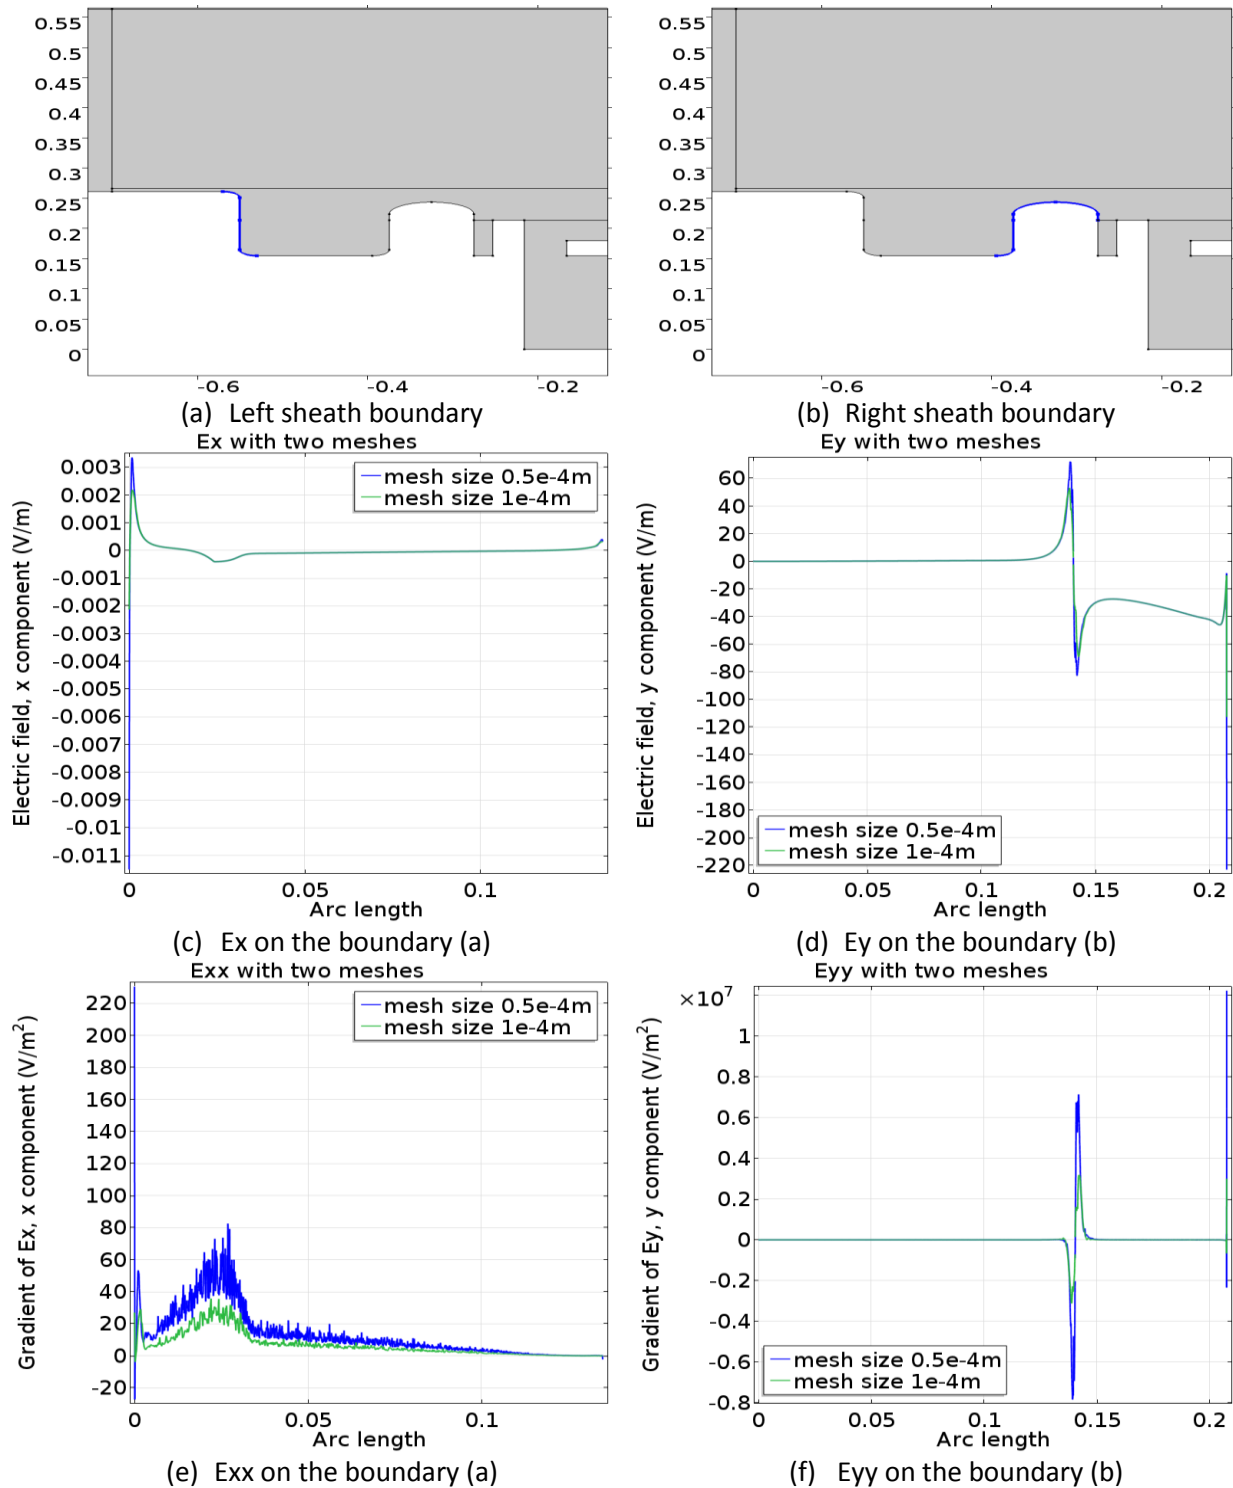 0.55
0.5
0.45
0.4
0.35
0.3
0.25
0.2
0.15
0.1
0.05
0
-0.6 -0.4 -0.2
(a) Left sheath boundary
0.55
0.5
0.45
0.4
0.35
0.3
0.25
0.2
0.15
0.1
0.05
0
-0.6 -0.4 -0.2
(b) Right sheath boundary
Ex with two meshes
Electric field, x component (V/m)
0.003
0.002
0.001
0
-0.001
-0.002
-0.003
-0.004
-0.005
-0.006
-0.007
-0.008
-0.009
-0.01
-0.011
mesh size 0.5e-4m
mesh size 1e-4m
0 0.05 0.1
Arc length
(c) Ex on the boundary (a)
Ey with two meshes
Electric field, y component (V/m)
60
40
20
0
-20
-40
-60
-80
-100
-120
-140
-160
-180
-200
-220
mesh size 0.5e-4m
mesh size 1e-4m
0 0.05 0.1 0.15 0.2
Arc length
(d) Ey on the boundary (b)
Exx with two meshes
Gradient of Ex, x component (V/m²)
220
200
180
160
140
120
100
80
60
40
20
0
-20
mesh size 0.5e-4m
mesh size 1e-4m
0 0.05 0.1
Arc length
(e) Exx on the boundary (a)
Eyy with two meshes
Gradient of Ey, y component (V/m²)
×10⁷
1
0.8
0.6
0.4
0.2
0
-0.2
-0.4
-0.6
-0.8
mesh size 0.5e-4m
mesh size 1e-4m
0 0.05 0.1 0.15 0.2
Arc length
(f) Eyy on the boundary (b)